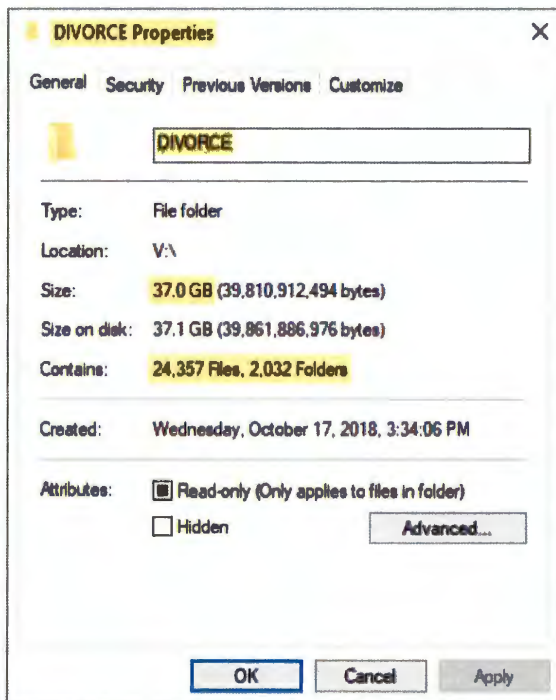 DIVORCE Properties
General Security Previous Versions Customize
DIVORCE
Type: File folder
Location: V:\
Size: 37.0 GB (39,810,912,494 bytes)
Size on disk: 37.1 GB (39,861,886,976 bytes)
Contains: 24,357 Files, 2,032 Folders
Created: Wednesday, October 17, 2018, 3:34:06 PM
Attributes: Read-only (Only applies to files in folder)
Hidden Advanced...
OK Cancel Apply